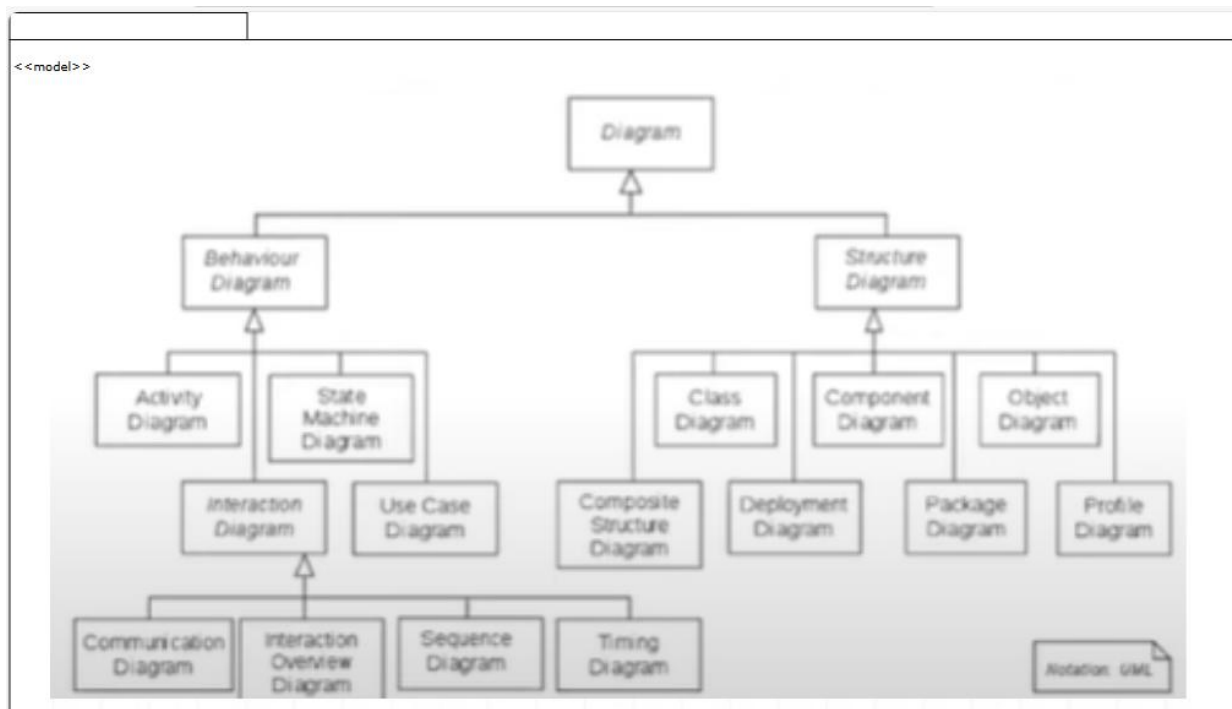 <<model>>
Diagram
Behaviour
Diagram
Structure
Diagram
Activity
Diagram
State
Machine
Diagram
Class
Diagram
Component
Diagram
Object
Diagram
Interaction
Diagram
Use Case
Diagram
Composite
Structure
Diagram
Deployment
Diagram
Package
Diagram
Profile
Diagram
Communication
Diagram
Interaction
Overview
Diagram
Sequence
Diagram
Timing
Diagram
Notation: UML